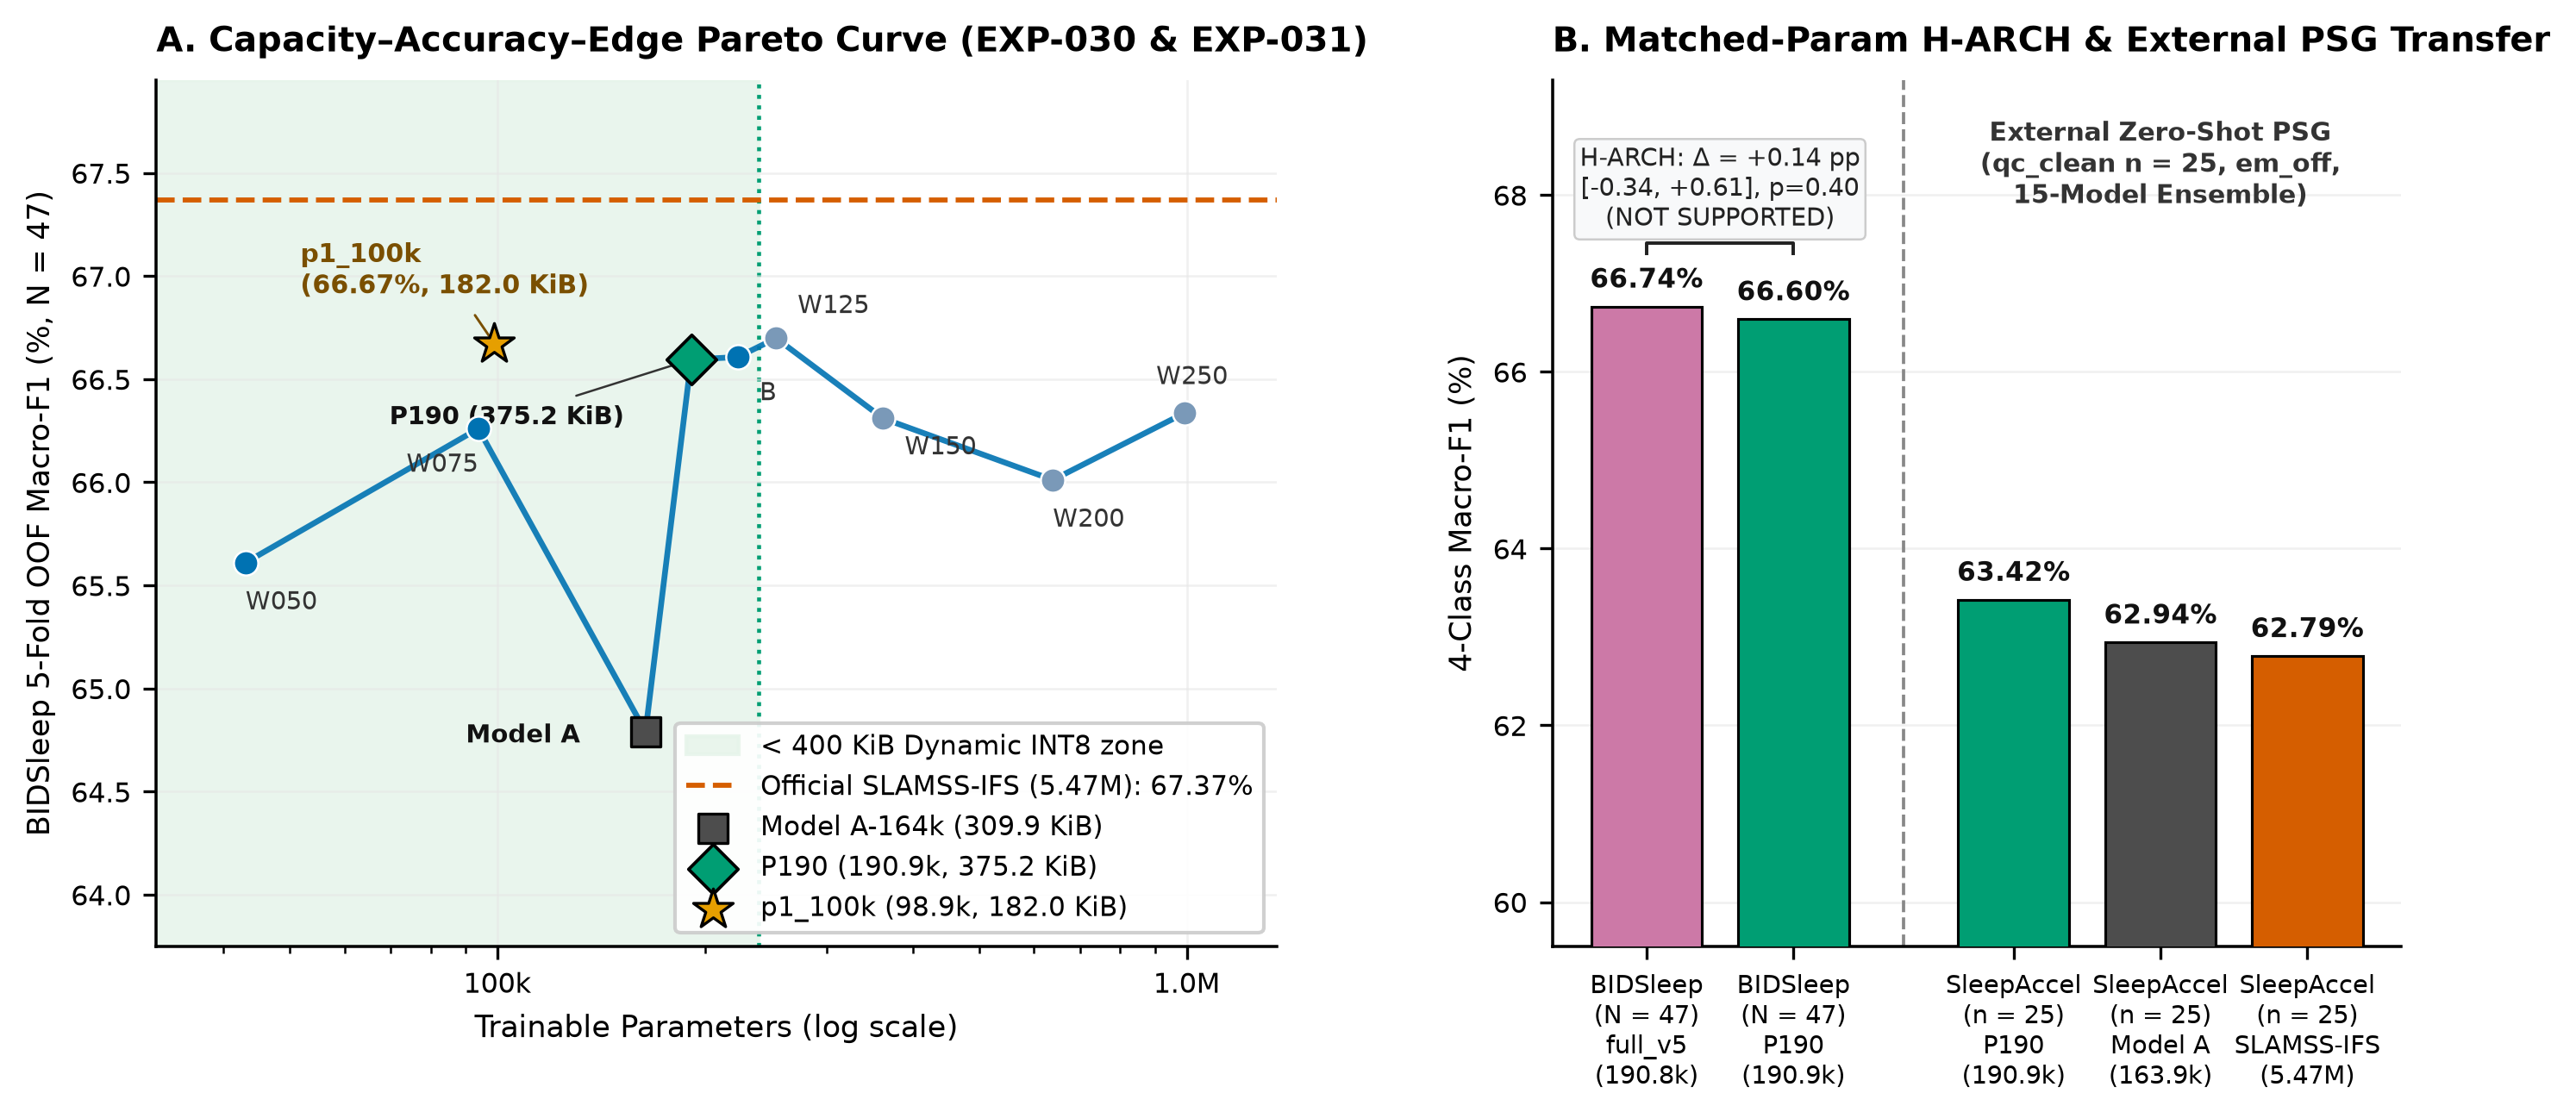 A. Capacity–Accuracy–Edge Pareto Curve (EXP-030 & EXP-031)
BIDSleep 5-Fold OOF Macro-F1 (%, N = 47)
67.5
67.0
66.5
66.0
65.5
65.0
64.5
64.0
p1_100k
(66.67%, 182.0 KiB)
W125
B
W250
P190 (375.2 KiB)
W075
W150
W200
W050
Model A
< 400 KiB Dynamic INT8 zone
Official SLAMSS-IFS (5.47M): 67.37%
Model A-164k (309.9 KiB)
P190 (190.9k, 375.2 KiB)
p1_100k (98.9k, 182.0 KiB)
100k
1.0M
Trainable Parameters (log scale)
B. Matched-Param H-ARCH & External PSG Transfer
4-Class Macro-F1 (%)
68
66
64
62
60
H-ARCH: Δ = +0.14 pp
[-0.34, +0.61], p=0.40
(NOT SUPPORTED)
External Zero-Shot PSG
(qc_clean n = 25, em_off,
15-Model Ensemble)
66.74%
66.60%
63.42%
62.94%
62.79%
BIDSleep
(N = 47)
full_v5
(190.8k)
BIDSleep
(N = 47)
P190
(190.9k)
SleepAccel
(n = 25)
P190
(190.9k)
SleepAccel
(n = 25)
Model A
(163.9k)
SleepAccel
(n = 25)
SLAMSS-IFS
(5.47M)